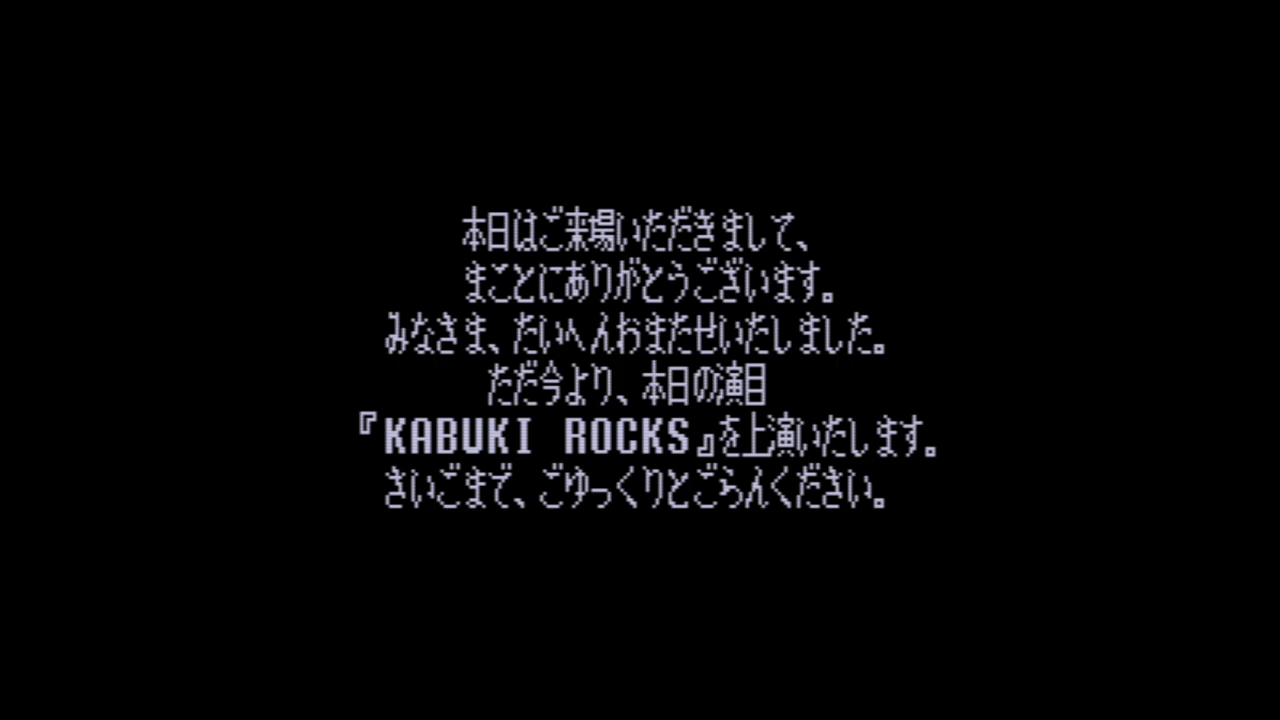 本日はご来場いただきまして、
まことにありがとうございます。
みなさま、たいへんおまたせいたしました。
ただ今より、本日の演目
『KABUKI ROCKS』を上演いたします。
さいごまで、ごゆっくりとごらんください。